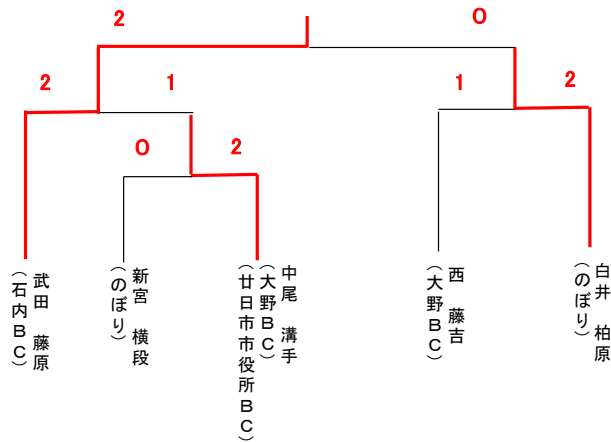 2 0
2 1 1 2
0 2
武田 藤原
(石内BC)
新宮 横段
(のぼり)
中尾 溝手
(大野BC)
(廿日市市役所BC)
西 藤吉
(大野BC)
白井 柏原
(のぼり)